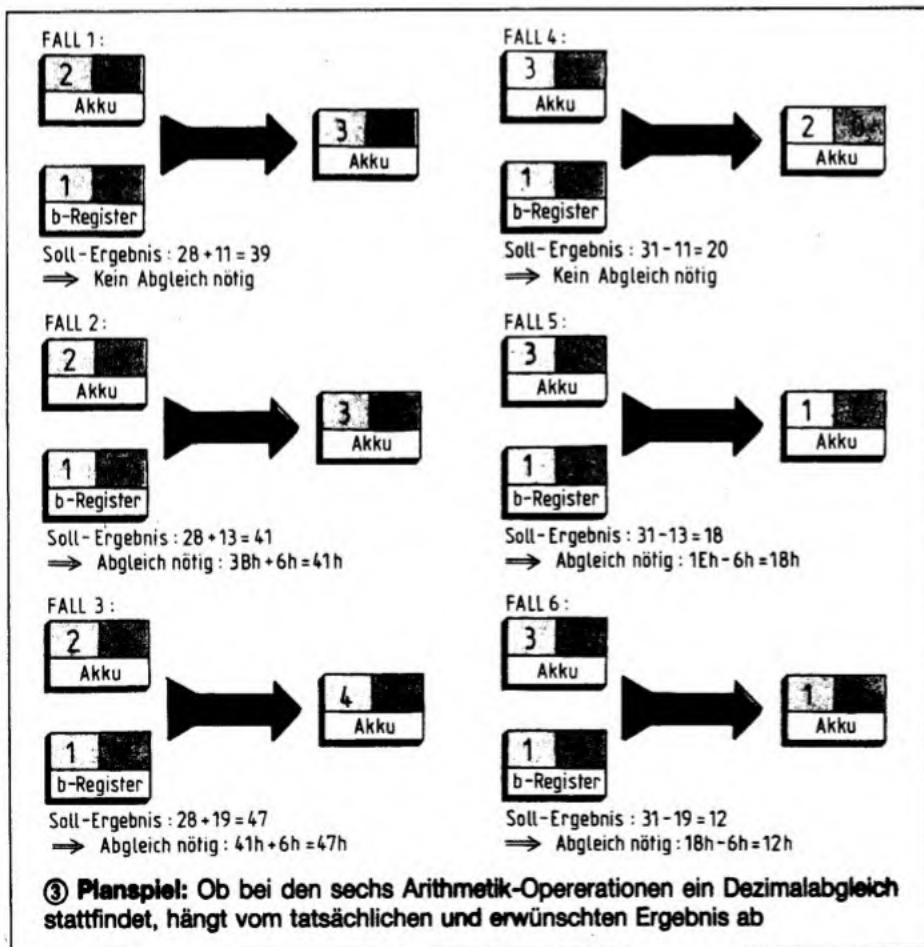 FALL 1:
2
Akku
3
Akku
1
b-Register
Soll-Ergebnis : 28 + 11 = 39
⟹ Kein Abgleich nötig
FALL 2:
2
Akku
3
Akku
1
b-Register
Soll-Ergebnis : 28 + 13 = 41
⟹ Abgleich nötig : 3Bh + 6h = 41h
FALL 3:
2
Akku
4
Akku
1
b-Register
Soll-Ergebnis : 28 + 19 = 47
⟹ Abgleich nötig : 41h + 6h = 47h
FALL 4:
3
Akku
2
Akku
1
b-Register
Soll-Ergebnis : 31 - 11 = 20
⟹ Kein Abgleich nötig
FALL 5:
3
Akku
1
Akku
1
b-Register
Soll-Ergebnis : 31 - 13 = 18
⟹ Abgleich nötig : 1Eh - 6h = 18h
FALL 6:
3
Akku
1
Akku
1
b-Register
Soll-Ergebnis : 31 - 19 = 12
⟹ Abgleich nötig : 18h - 6h = 12h
③ Planspiel: Ob bei den sechs Arithmetik-Opererationen ein Dezimalabgleich
stattfindet, hängt vom tatsächlichen und erwünschten Ergebnis ab